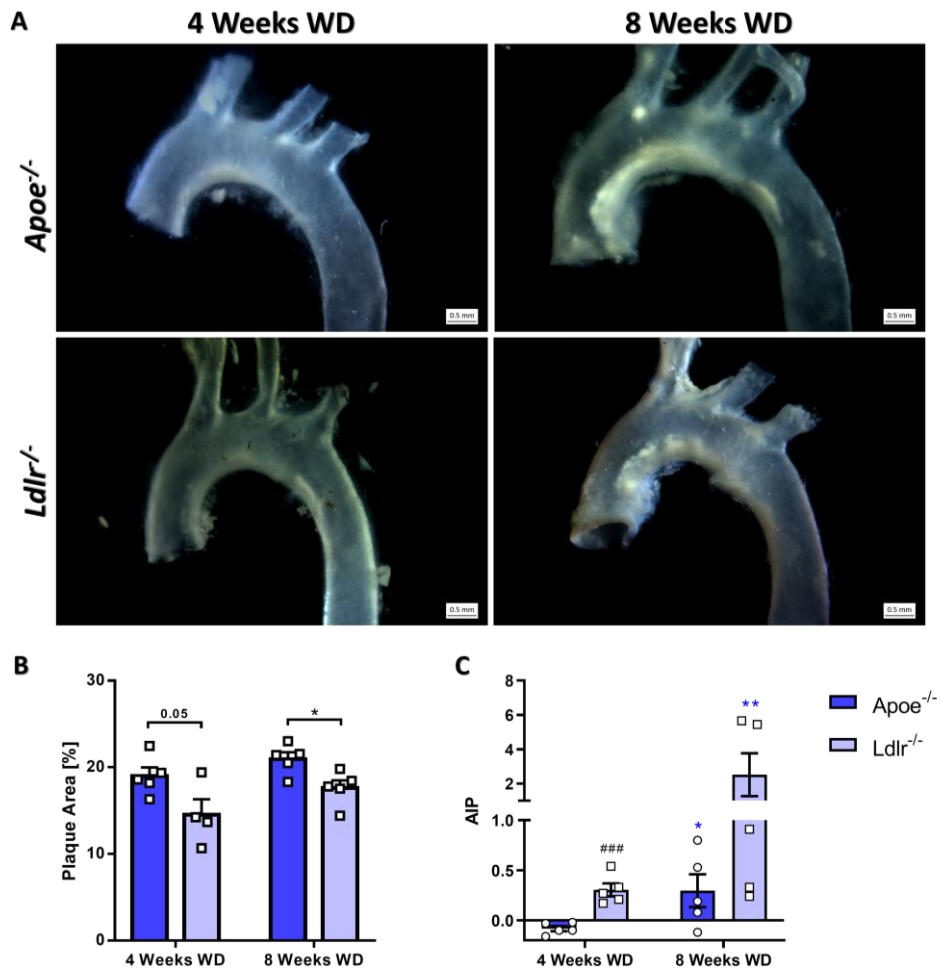 A
4 Weeks WD
8 Weeks WD
Apoe-/-
0.5 mm
0.5 mm
Ldlr-/-
0.5 mm
0.5 mm
B
Plaque Area [%]
30
20
10
0
0.05
*
4 Weeks WD
8 Weeks WD
C
AIP
8
6
4
2
1.0
0.5
0.0
###
*
**
4 Weeks WD
8 Weeks WD
Apoe-/-
Ldlr-/-